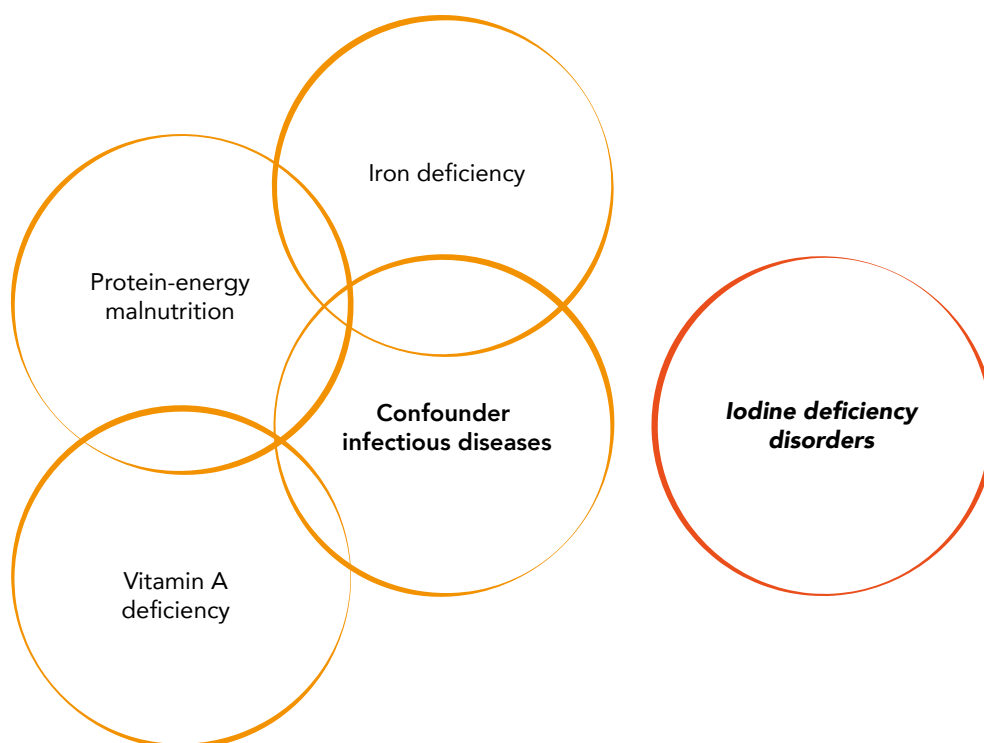 Iron deficiency
Protein-energy
malnutrition
Confounder
infectious diseases
Iodine deficiency
disorders
Vitamin A
deficiency